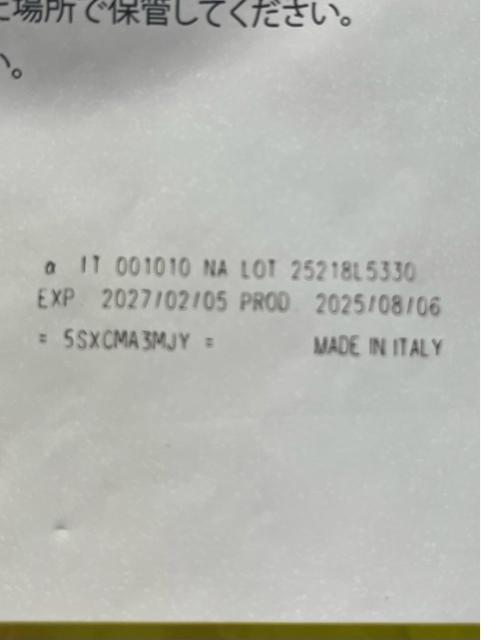 場所で保管してください。
い。
α IT 001010 NA LOT 25218L5330
EXP. 2027/02/05 PROD. 2025/08/06
= 5SXCMA3MJY = MADE IN ITALY